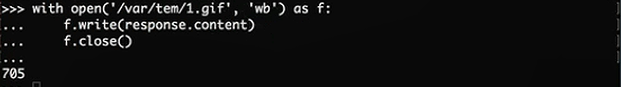 >>> with open('/var/tem/1.gif', 'wb') as f:
...     f.write(response.content)
...     f.close()
...
705